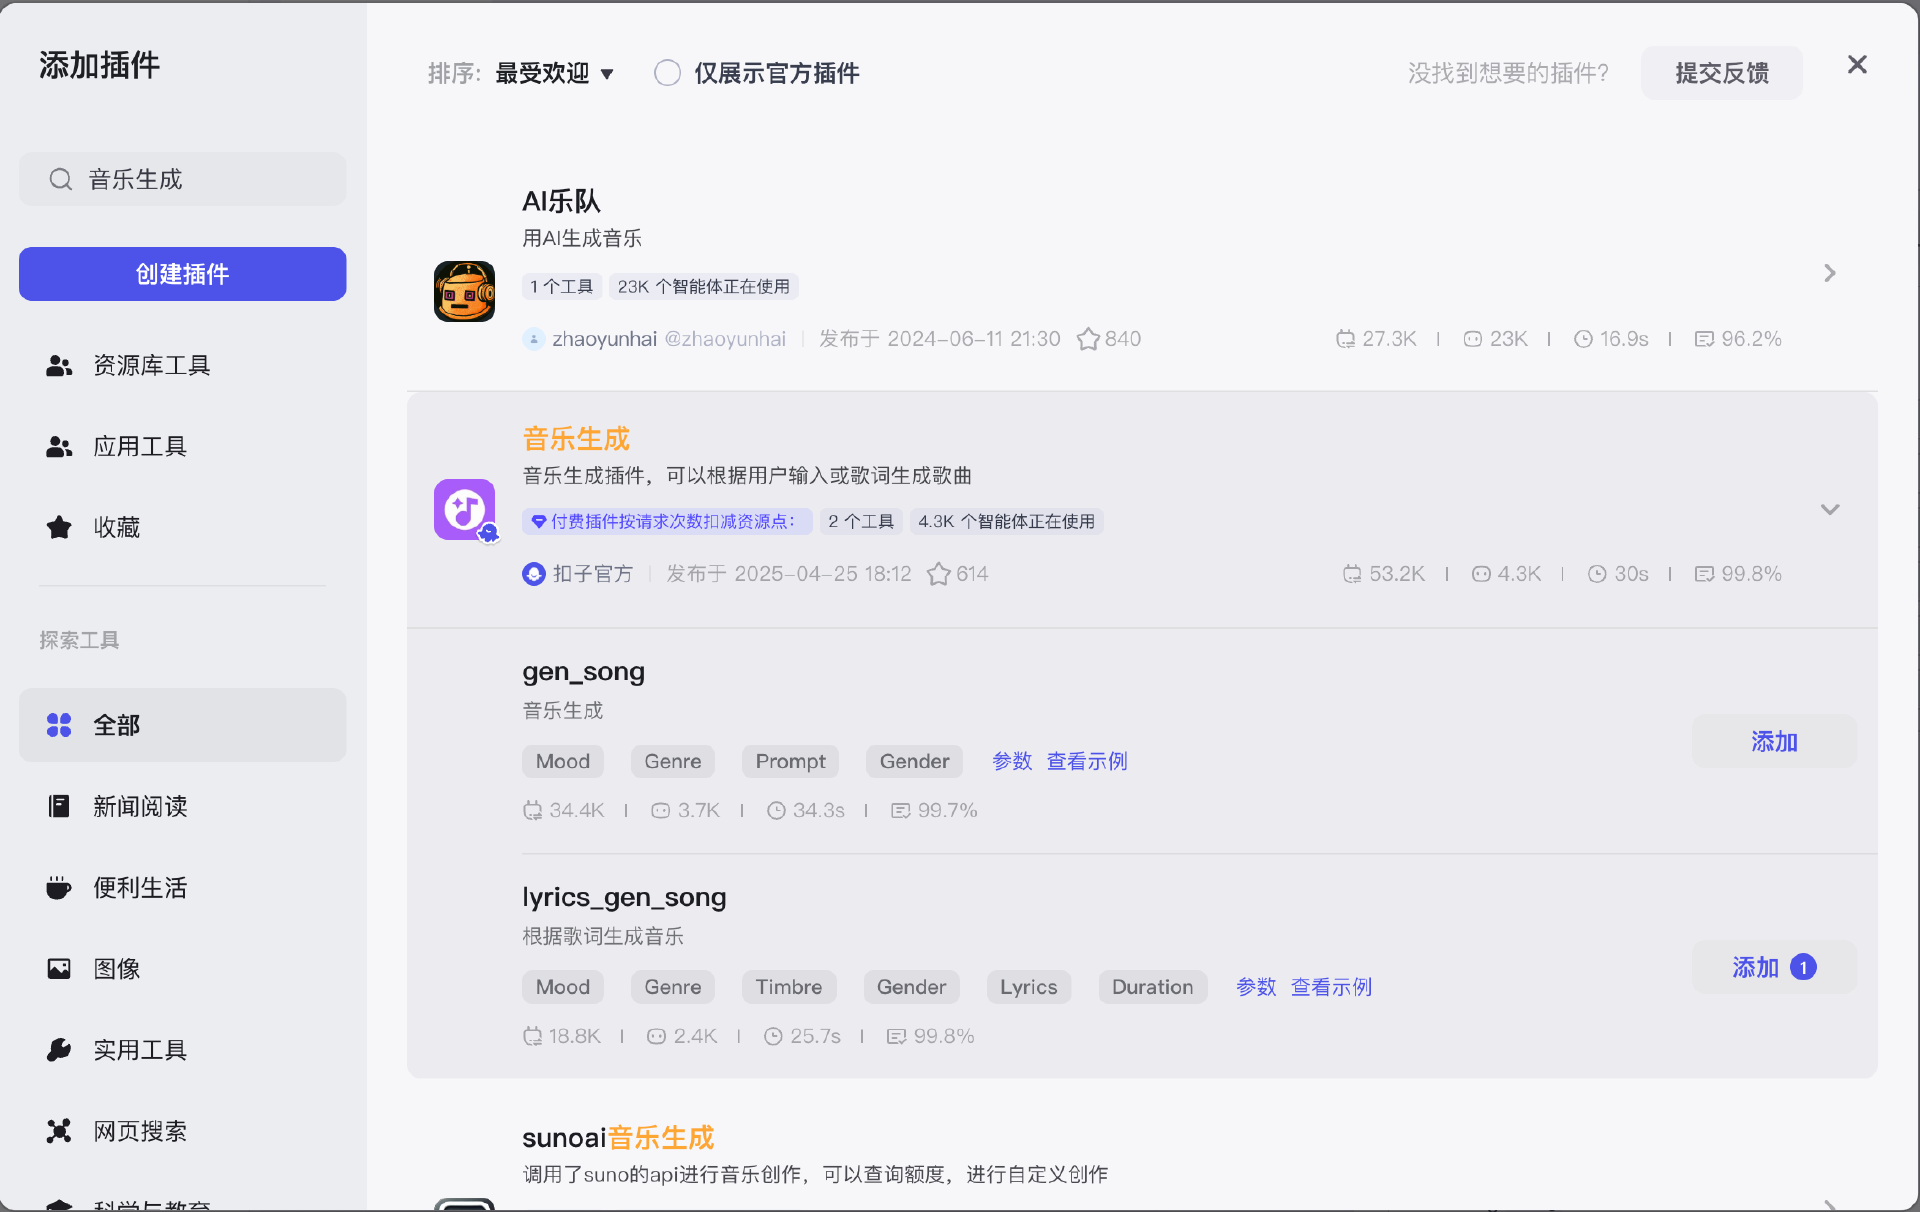 添加插件
音乐生成
创建插件
资源库工具
应用工具
收藏
探索工具
全部
新闻阅读
便利生活
图像
实用工具
网页搜索
科学与教育
排序: 最受欢迎 仅展示官方插件 没找到想要的插件? 提交反馈
AI乐队
用AI生成音乐
1 个工具 23K 个智能体正在使用
zhaoyunhai @zhaoyunhai 发布于 2024-06-11 21:30 840 27.3K 23K 16.9s 96.2%
音乐生成
音乐生成插件，可以根据用户输入或歌词生成歌曲
付费插件按请求次数扣减资源点： 2 个工具 4.3K 个智能体正在使用
扣子官方 发布于 2025-04-25 18:12 614 53.2K 4.3K 30s 99.8%
gen_song
音乐生成
Mood Genre Prompt Gender 参数 查看示例
34.4K 3.7K 34.3s 99.7%
添加
lyrics_gen_song
根据歌词生成音乐
Mood Genre Timbre Gender Lyrics Duration 参数 查看示例
18.8K 2.4K 25.7s 99.8%
添加 1
sunoai音乐生成
调用了suno的api进行音乐创作，可以查询额度，进行自定义创作